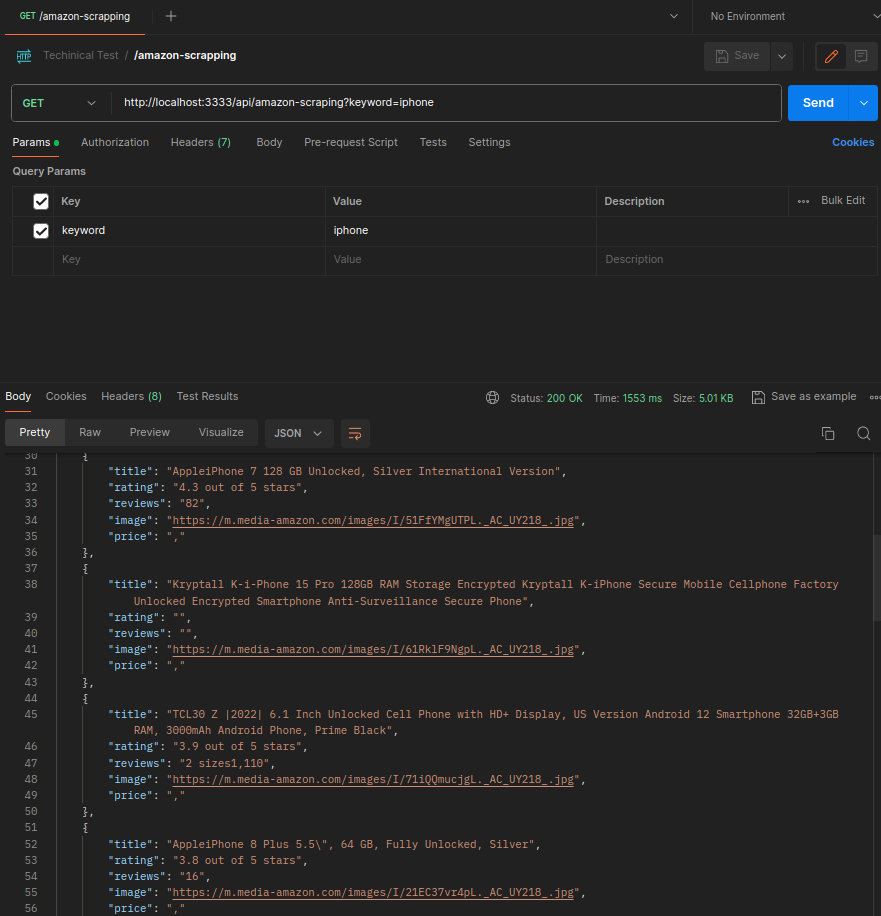 GET /amazon-scrapping
No Environment
HTTP Techinical Test / /amazon-scrapping Save
GET http://localhost:3333/api/amazon-scraping?keyword=iphone Send
Params Authorization Headers (7) Body Pre-request Script Tests Settings Cookies
Query Params
Key Value Description Bulk Edit
keyword iphone
Key Value Description
Body Cookies Headers (8) Test Results Status: 200 OK Time: 1553 ms Size: 5.01 KB Save as example
Pretty Raw Preview Visualize JSON
30 {
31 "title": "AppleiPhone 7 128 GB Unlocked, Silver International Version",
32 "rating": "4.3 out of 5 stars",
33 "reviews": "82",
34 "image": "https://m.media-amazon.com/images/I/51FfYMgUTPL._AC_UY218_.jpg",
35 "price": ","
36 },
37 {
38 "title": "Kryptall K-i-Phone 15 Pro 128GB RAM Storage Encrypted Kryptall K-iPhone Secure Mobile Cellphone Factory
Unlocked Encrypted Smartphone Anti-Surveillance Secure Phone",
39 "rating": "",
40 "reviews": "",
41 "image": "https://m.media-amazon.com/images/I/61RklF9NgpL._AC_UY218_.jpg",
42 "price": ","
43 },
44 {
45 "title": "TCL30 Z |2022| 6.1 Inch Unlocked Cell Phone with HD+ Display, US Version Android 12 Smartphone 32GB+3GB
RAM, 3000mAh Android Phone, Prime Black",
46 "rating": "3.9 out of 5 stars",
47 "reviews": "2 sizes1,110",
48 "image": "https://m.media-amazon.com/images/I/71iQQmucjgL._AC_UY218_.jpg",
49 "price": ","
50 },
51 {
52 "title": "AppleiPhone 8 Plus 5.5\", 64 GB, Fully Unlocked, Silver",
53 "rating": "3.8 out of 5 stars",
54 "reviews": "16",
55 "image": "https://m.media-amazon.com/images/I/21EC37vr4pL._AC_UY218_.jpg",
56 "price": ","